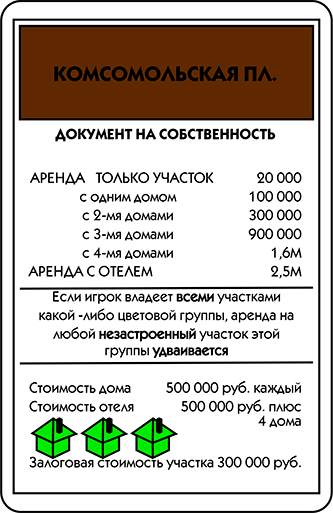 КОМСОМОЛЬСКАЯ ПЛ.
ДОКУМЕНТ НА СОБСТВЕННОСТЬ
АРЕНДА ТОЛЬКО УЧАСТОК 20 000
с одним домом 100 000
с 2-мя домами 300 000
с 3-мя домами 900 000
с 4-мя домами 1,6М
АРЕНДА С ОТЕЛЕМ 2,5М
Если игрок владеет всеми участками
какой -либо цветовой группы, аренда на
любой незастроенный участок этой
группы удваивается
Стоимость дома 500 000 руб. каждый
Стоимость отеля 500 000 руб. плюс
4 дома
Залоговая стоимость участка 300 000 руб.